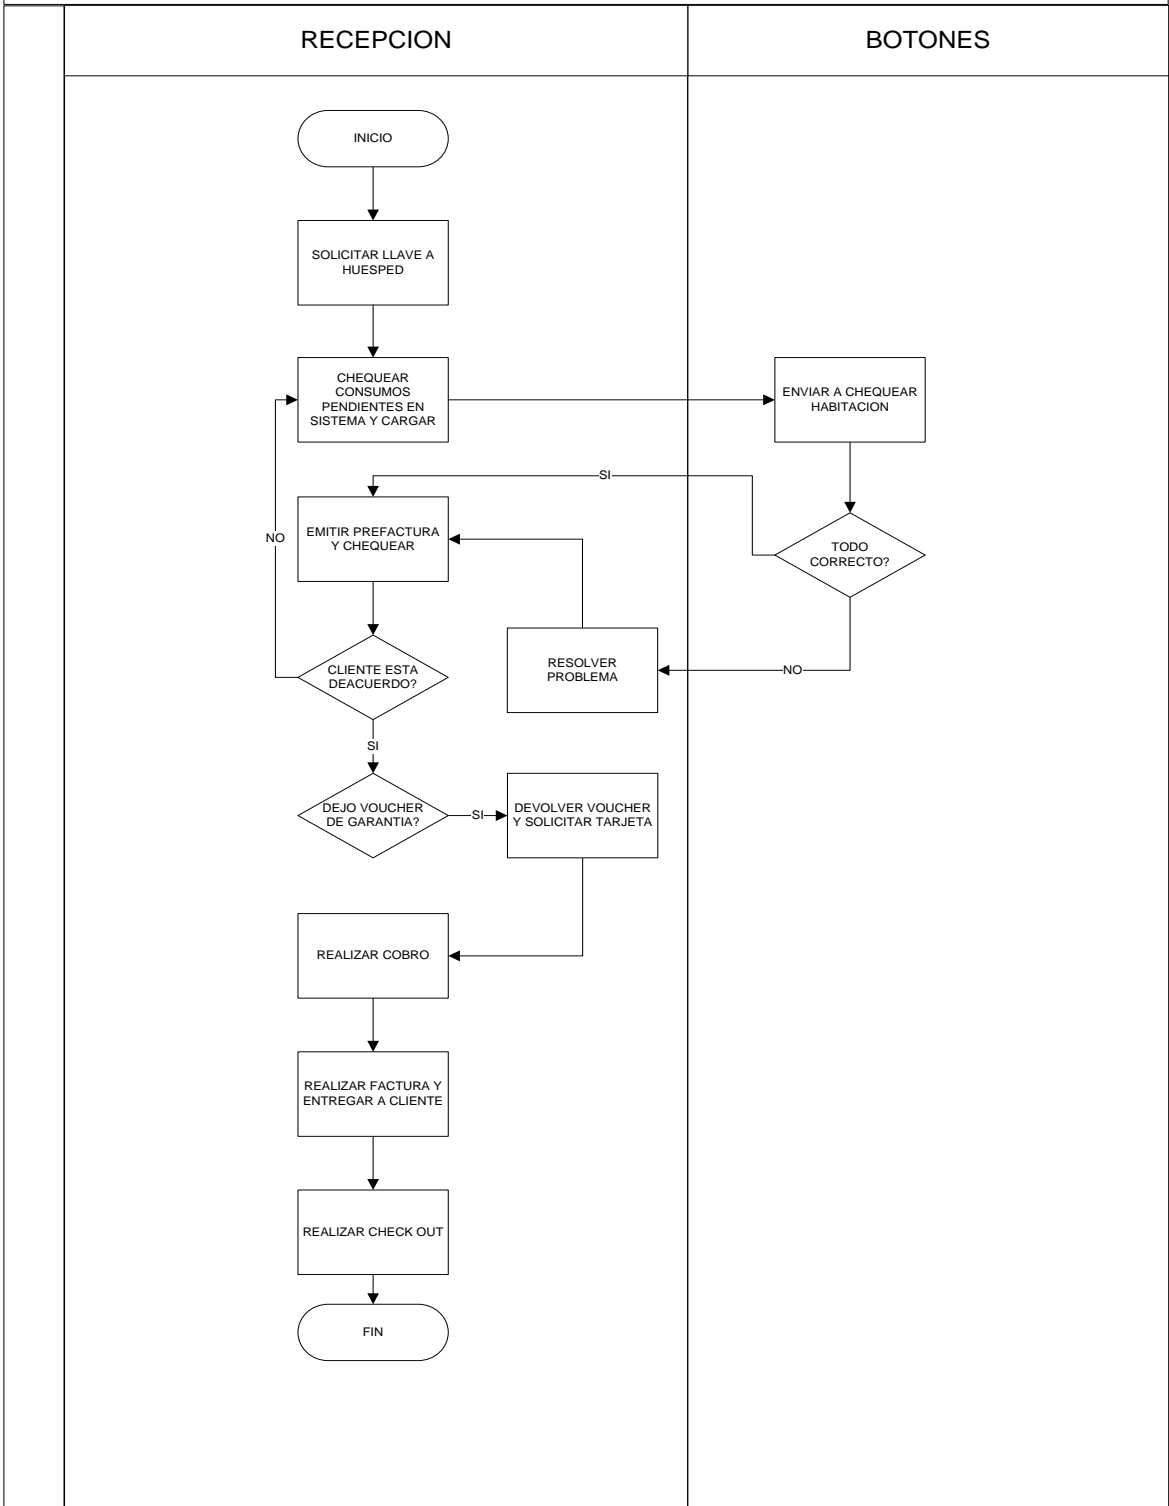 RECEPCION
BOTONES
INICIO
SOLICITAR LLAVE A
HUESPED
CHEQUEAR
CONSUMOS
PENDIENTES EN
SISTEMA Y CARGAR
ENVIAR A CHEQUEAR
HABITACION
SI
EMITIR PREFACTURA
Y CHEQUEAR
NO
TODO
CORRECTO?
RESOLVER
PROBLEMA
NO
CLIENTE ESTA
DEACUERDO?
SI
DEJO VOUCHER
DE GARANTIA?
SI
DEVOLVER VOUCHER
Y SOLICITAR TARJETA
REALIZAR COBRO
REALIZAR FACTURA Y
ENTREGAR A CLIENTE
REALIZAR CHECK OUT
FIN